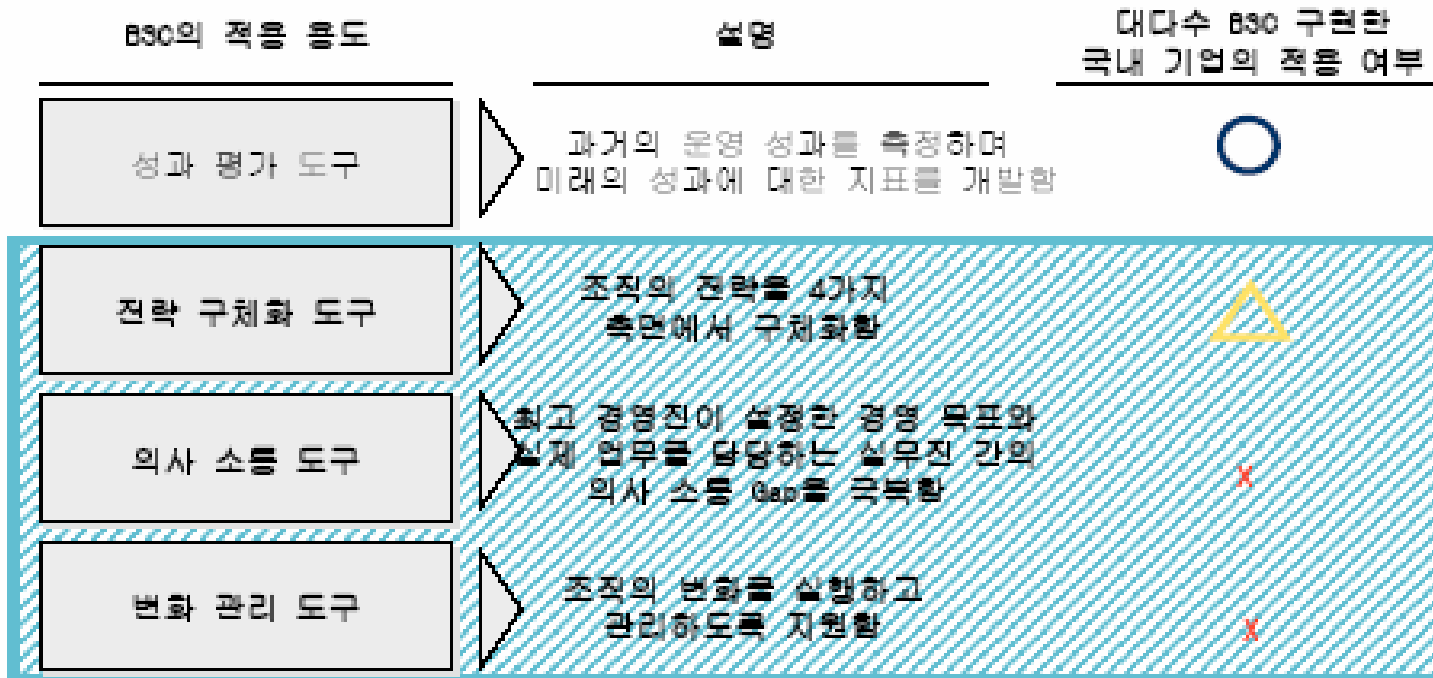 BSC의 적용 용도
설명
대다수 BSC 구현한
국내 기업의 적용 여부
성과 평가 도구
과거의 운영 성과를 측정하며
미래의 성과에 대한 지표를 개발함
전략 구체화 도구
조직의 전략을 4가지
측면에서 구체화함
의사 소통 도구
최고 경영진이 설정한 경영 목표와
실제 업무를 담당하는 실무진 간의
의사 소통 Gap을 극복함
X
변화 관리 도구
조직의 변화를 실행하고
관리하도록 지원함
X